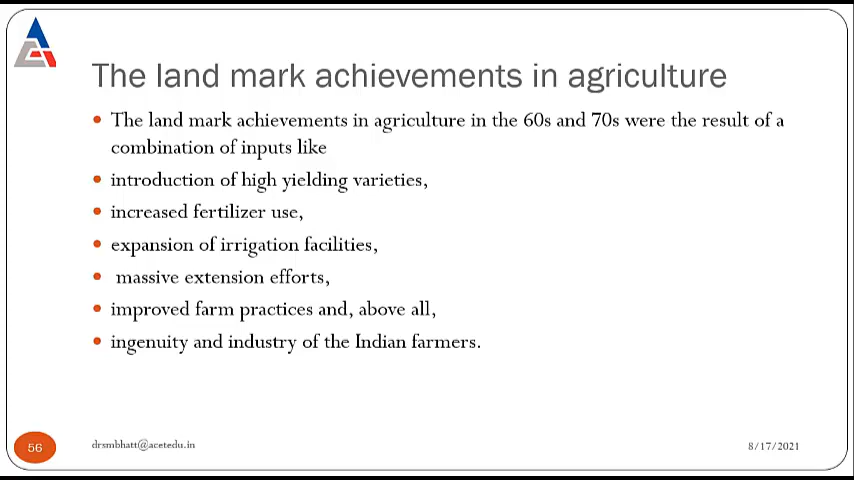 The land mark achievements in agriculture
• The land mark achievements in agriculture in the 60s and 70s were the result of a
combination of inputs like
• introduction of high yielding varieties,
• increased fertilizer use,
• expansion of irrigation facilities,
• massive extension efforts,
• improved farm practices and, above all,
• ingenuity and industry of the Indian farmers.
56
drsmbhatt@acetedu.in
8/17/2021